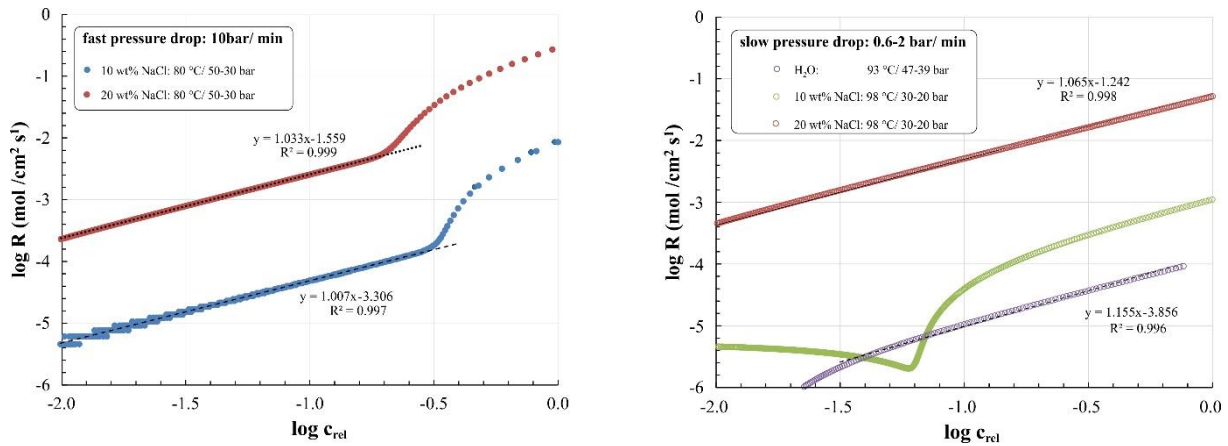 fast pressure drop: 10bar/ min
10 wt% NaCl: 80 °C/ 50-30 bar
20 wt% NaCl: 80 °C/ 50-30 bar
y = 1.033x-1.559
R² = 0.999
y = 1.007x-3.306
R² = 0.997
0
-1
-2
-3
-4
-5
-6
log R (mol /cm² s¹)
-2.0
-1.5
-1.0
-0.5
0.0
log c_rel
slow pressure drop: 0.6-2 bar/ min
H₂O: 93 °C/ 47-39 bar
10 wt% NaCl: 98 °C/ 30-20 bar
20 wt% NaCl: 98 °C/ 30-20 bar
y = 1.065x-1.242
R² = 0.998
y = 1.155x-3.856
R² = 0.996
0
-1
-2
-3
-4
-5
-6
log R (mol /cm² s¹)
-2.0
-1.5
-1.0
-0.5
0.0
log c_rel